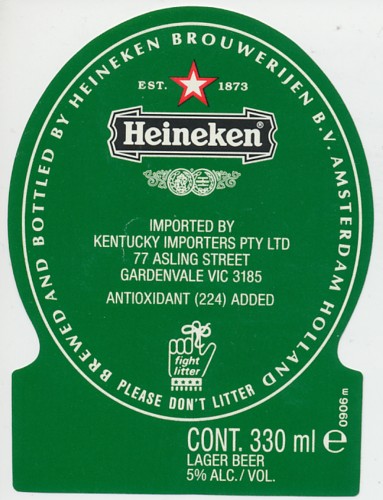 BREWED AND BOTTLED BY HEINEKEN BROUWERIJEN B.V. AMSTERDAM HOLLAND
EST. 1873
Heineken®
IMPORTED BY
KENTUCKY IMPORTERS PTY LTD
77 ASLING STREET
GARDENVALE VIC 3185
ANTIOXIDANT (224) ADDED
fight
litter
PLEASE DON'T LITTER
CONT. 330 ml e
LAGER BEER
5% ALC./VOL.
0906 m